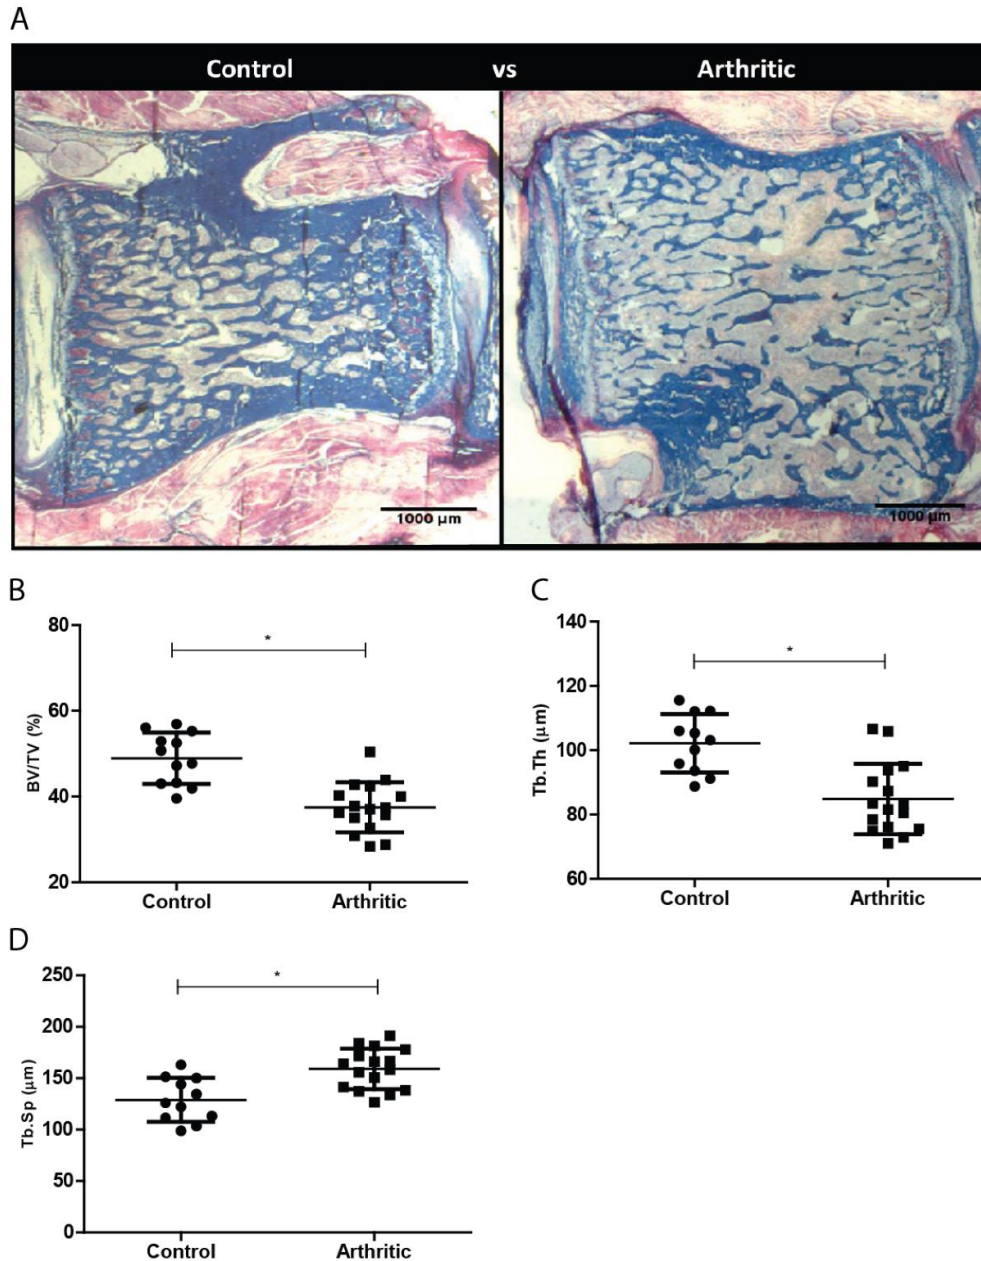 A
Control vs Arthritic
1000 µm
1000 µm
B
80
60
40
20
BV/TV (%)
*
Control
Arthritic
C
140
120
100
80
60
Tb.Th (µm)
*
Control
Arthritic
D
250
200
150
100
50
0
Tb.Sp (µm)
*
Control
Arthritic